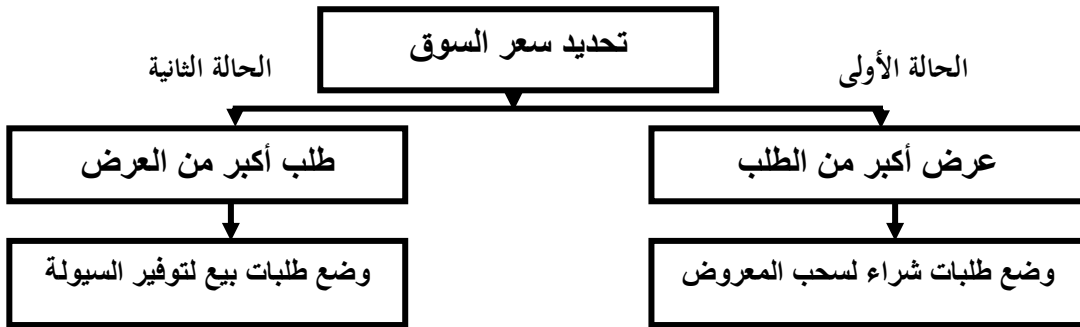 تحديد سعر السوق
الحالة الأولى
الحالة الثانية
عرض أكبر من الطلب
طلب أكبر من العرض
وضع طلبات شراء لسحب المعروض
وضع طلبات بيع لتوفير السيولة